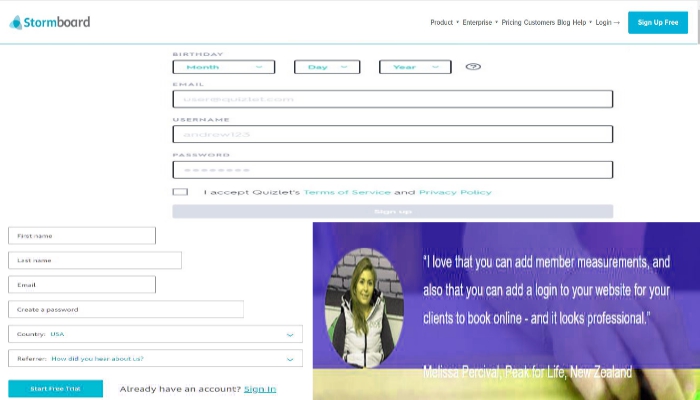 Stormboard
Product Enterprise Pricing Customers Blog Help Login → Sign Up Free
BIRTHDAY
Month Day Year ?
EMAIL
user@quizlet.com
USERNAME
andrew123
PASSWORD
********
I accept Quizlet's Terms of Service and Privacy Policy
Sign up
First name
Last name
Email
Create a password
Country: USA
Referrer: How did you hear about us?
Start Free Trial Already have an account? Sign in
“I love that you can add member measurements, and
also that you can add a login to your website for your
clients to book online - and it looks professional.”
Melissa Percival, Peak for Life, New Zealand